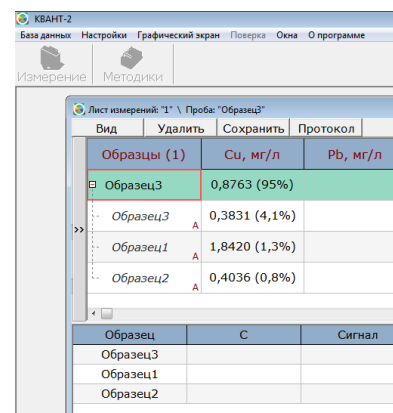 КВАНТ-2
База данных Настройки Графический экран Поверка Окна О программе
Измерение Методики
Лист измерений: "1" \ Проба: "Образец3"
Вид Удалить Сохранить Протокол
Образцы (1) Cu, мг/л Pb, мг/л
Образец3 0,8763 (95%)
Образец3 А 0,3831 (4,1%)
>>
Образец1 А 1,8420 (1,3%)
Образец2 А 0,4036 (0,8%)
Образец С Сигнал
Образец3
Образец1
Образец2